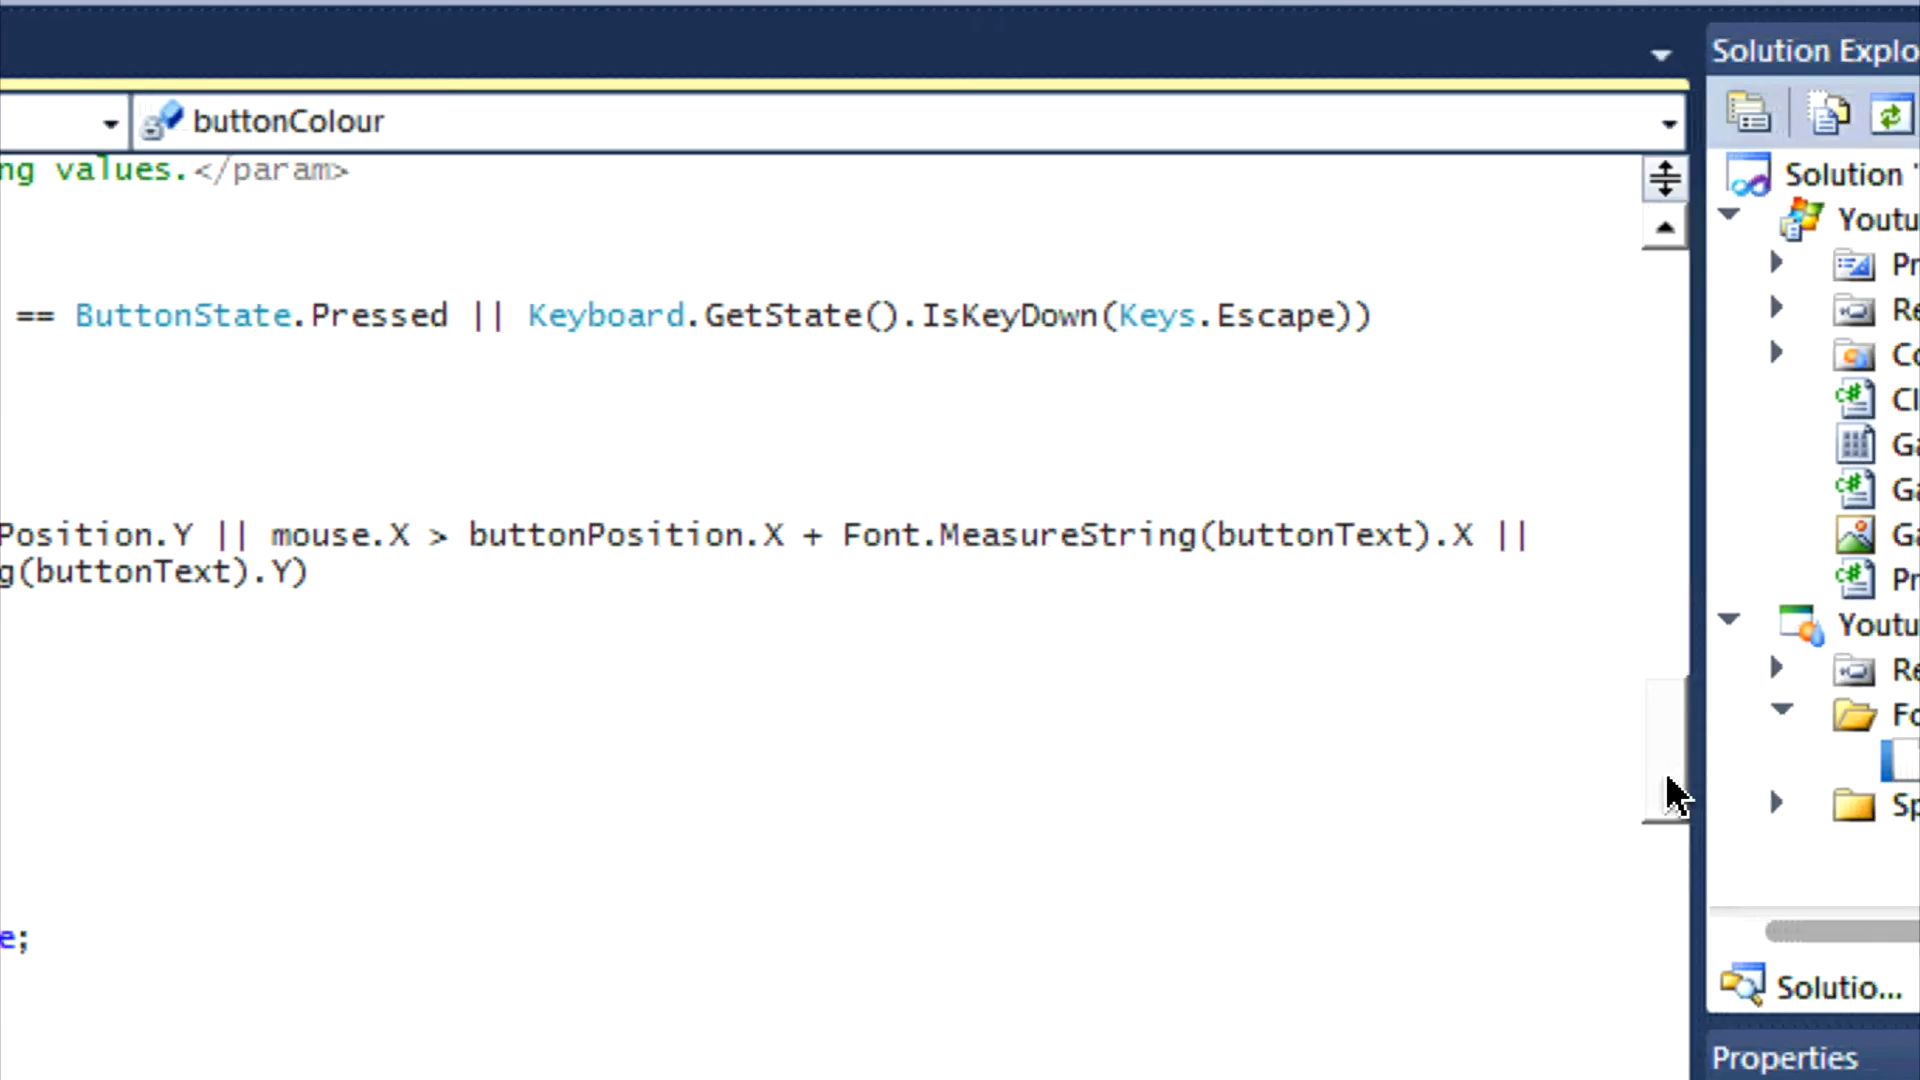 Solution Explo
buttonColour
ng values.</param>
== ButtonState.Pressed || Keyboard.GetState().IsKeyDown(Keys.Escape))
Position.Y || mouse.X > buttonPosition.X + Font.MeasureString(buttonText).X ||
g(buttonText).Y)
e;
Solution '
Youtu
Pr
Re
Co
Cl
Ga
Ga
Ga
Pr
Youtu
Re
Fo
Sp
Solutio...
Properties